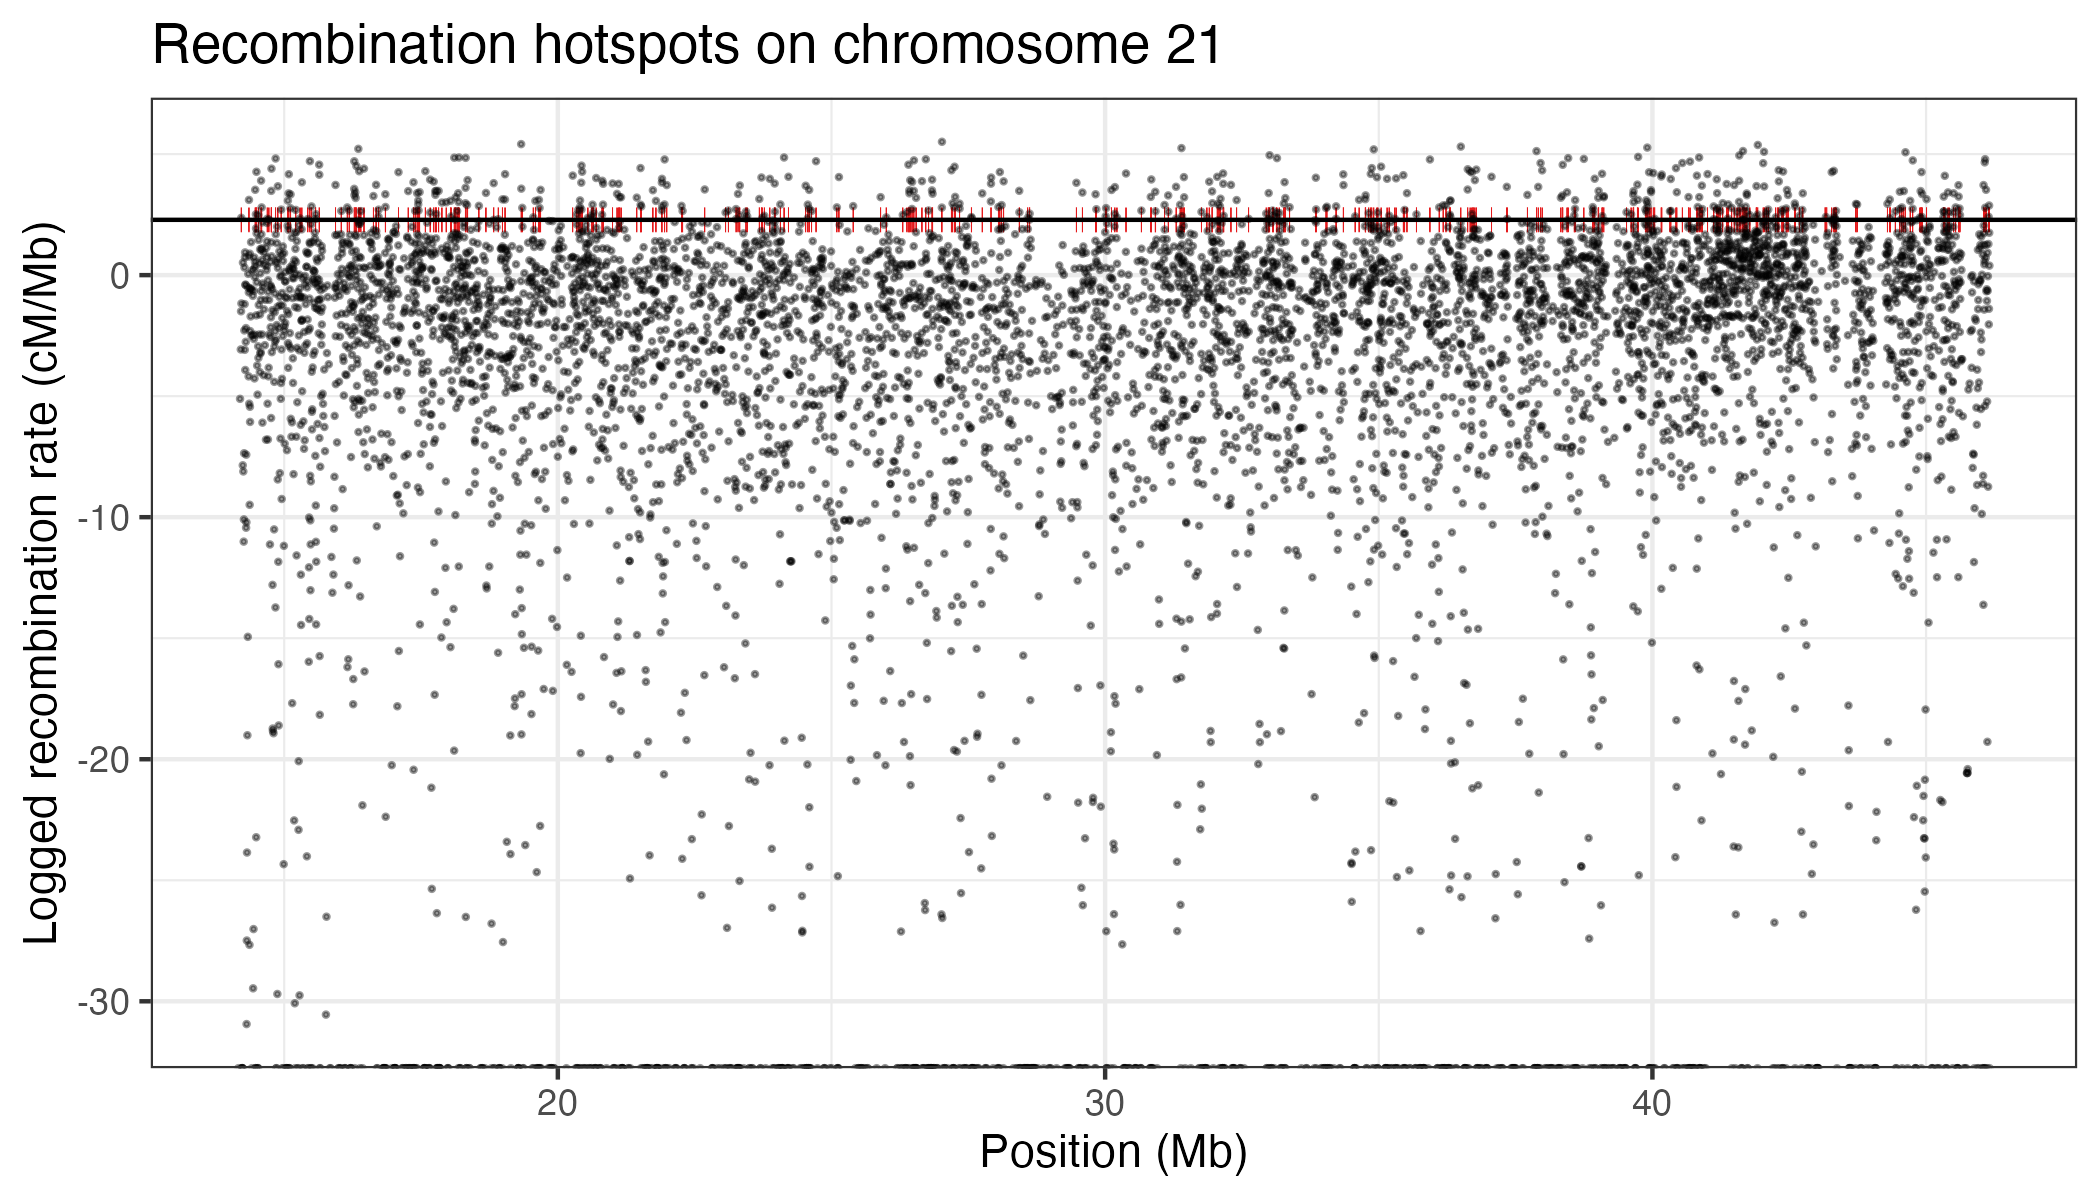 Recombination hotspots on chromosome 21
Logged recombination rate (cM/Mb)
0
-10
-20
-30
20
30
40
Position (Mb)